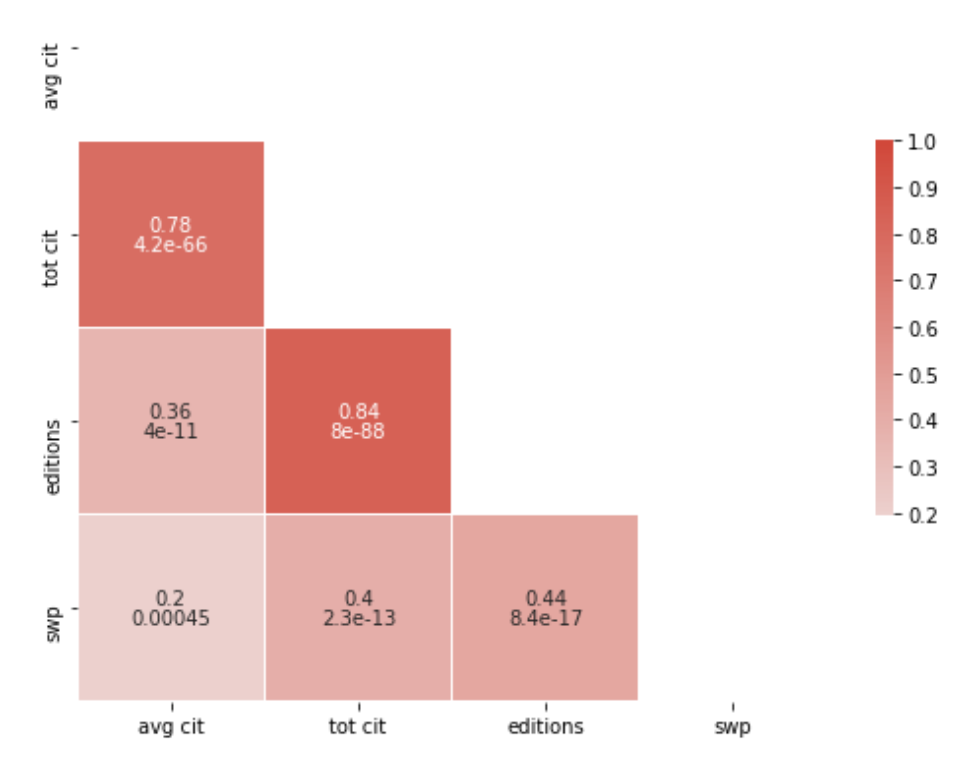 avg cit
tot cit
0.78
4.2e-66
editions
0.36
4e-11
0.84
8e-88
swp
0.2
0.00045
0.4
2.3e-13
0.44
8.4e-17
avg cit
tot cit
editions
swp
1.0
0.9
0.8
0.7
0.6
0.5
0.4
0.3
0.2